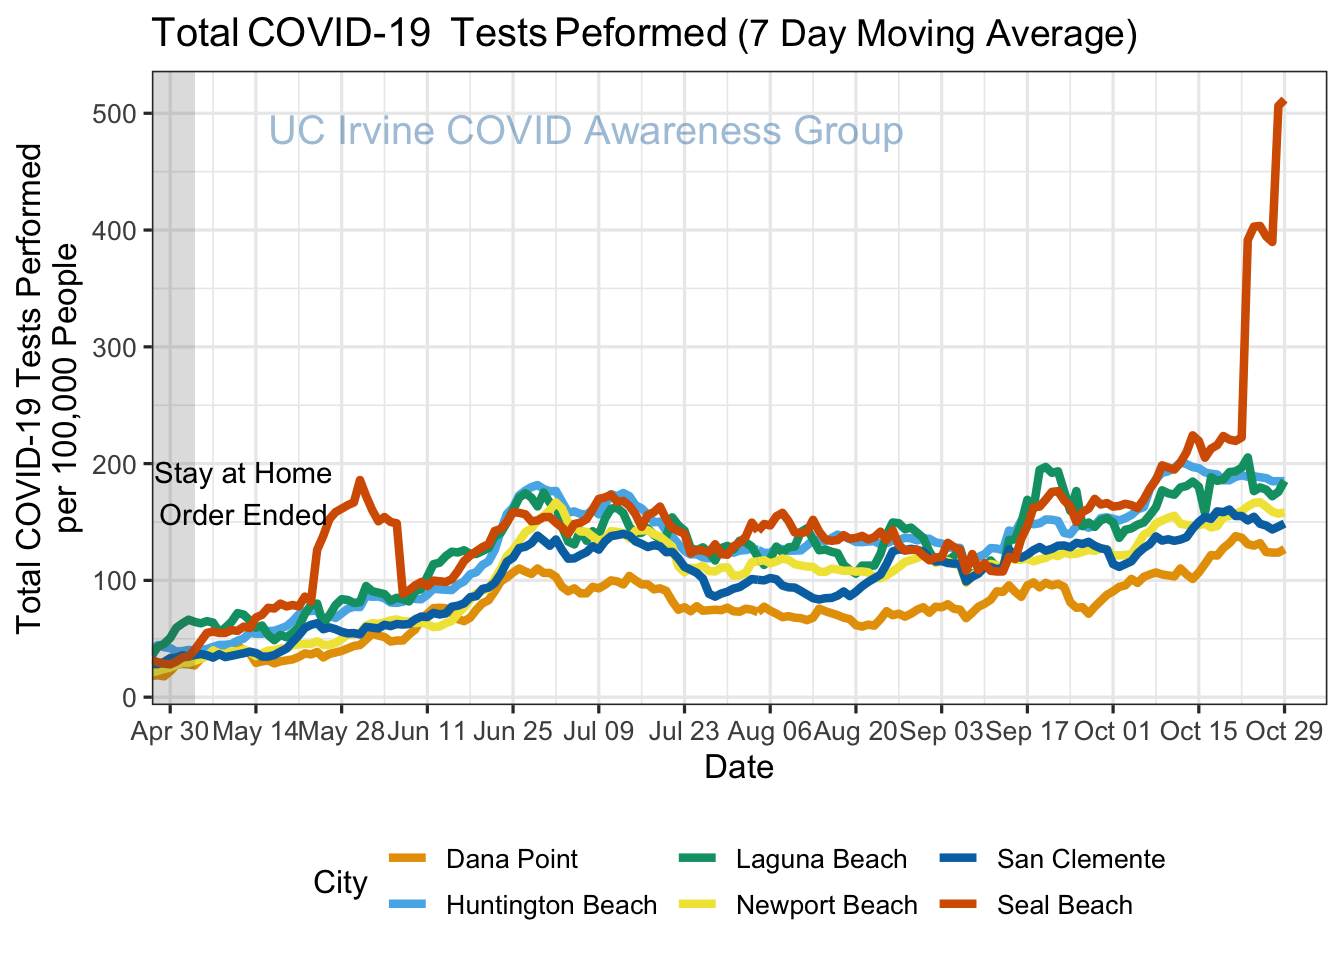 Total COVID-19 Tests Peformed (7 Day Moving Average)
UC Irvine COVID Awareness Group
Total COVID-19 Tests Performed
per 100,000 People
500
400
300
200
100
0
Stay at Home
Order Ended
Apr 30 May 14 May 28 Jun 11 Jun 25 Jul 09 Jul 23 Aug 06 Aug 20 Sep 03 Sep 17 Oct 01 Oct 15 Oct 29
Date
City
Dana Point Laguna Beach San Clemente
Huntington Beach Newport Beach Seal Beach